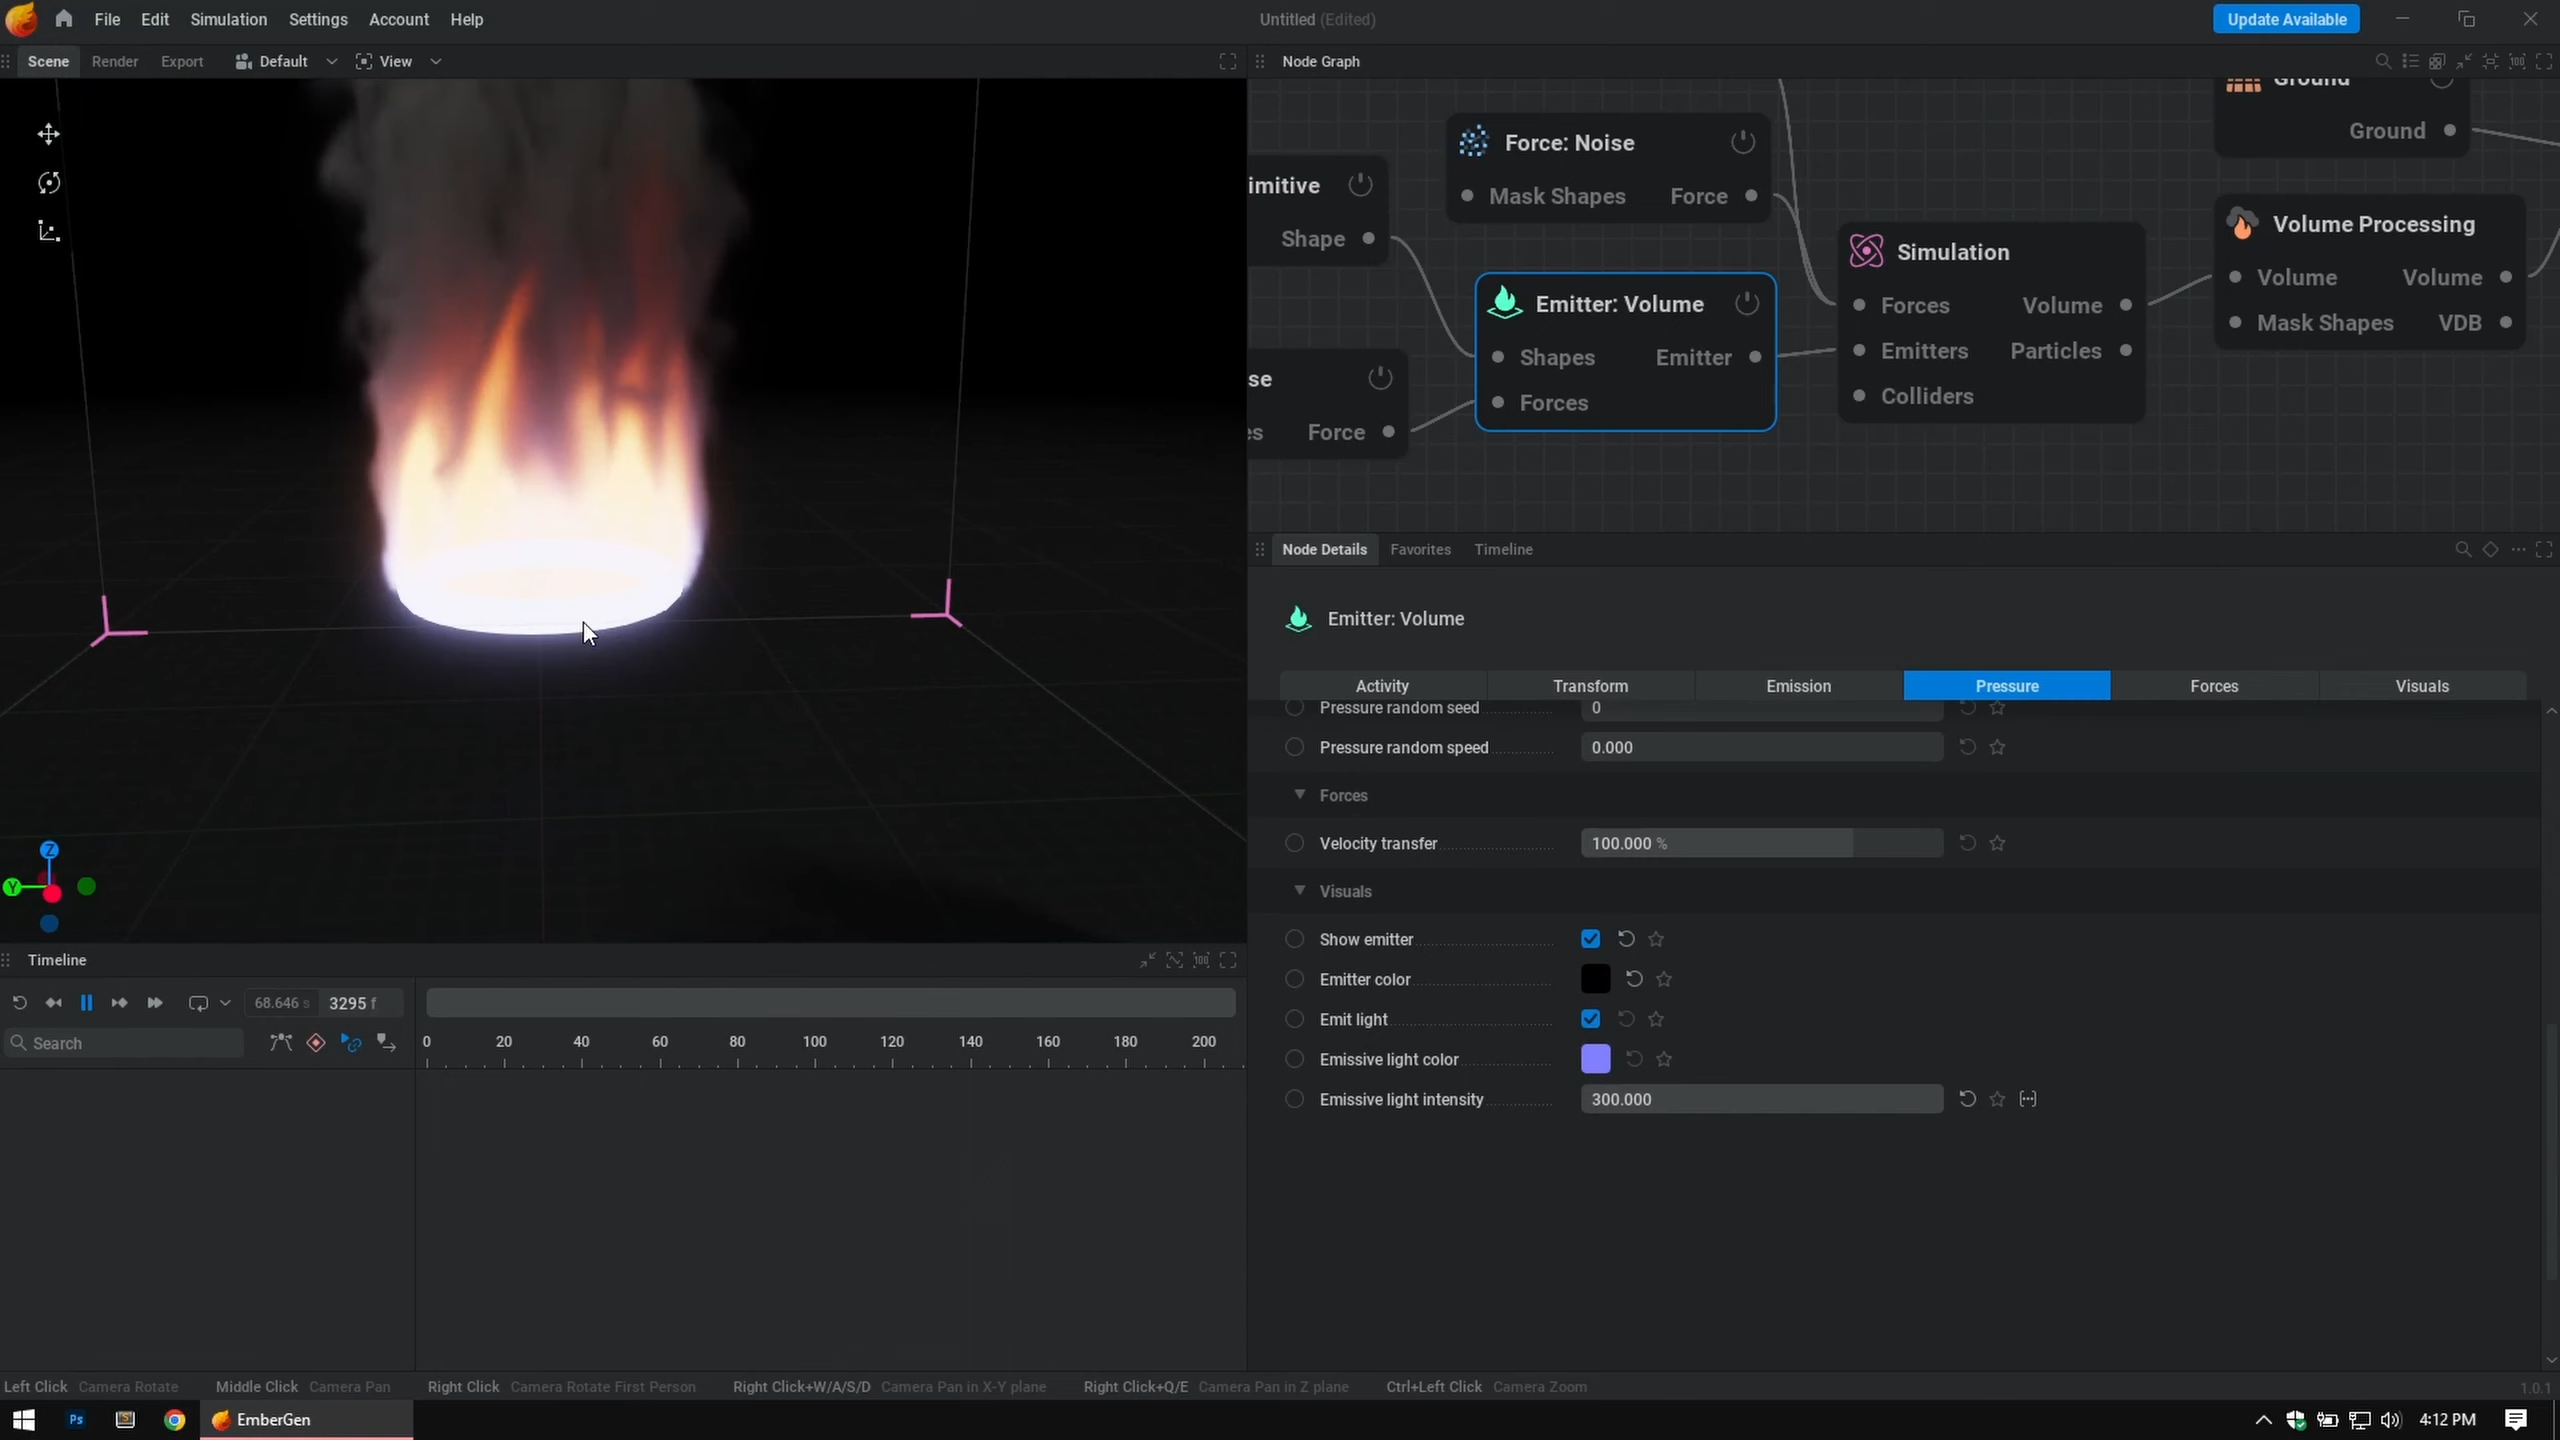 File Edit Simulation Settings Account Help
Untitled (Edited)
Update Available
Scene Render Export Default View
Node Graph
Ground
Ground
Force: Noise
Mask Shapes Force
imitive
Shape
Emitter: Volume
Shapes Emitter
Forces
se
es Force
Simulation
Forces Volume
Emitters Particles
Colliders
Volume Processing
Volume Volume
Mask Shapes VDB
Node Details Favorites Timeline
Emitter: Volume
Activity Transform Emission Pressure Forces Visuals
Pressure random seed 0
Pressure random speed 0.000
Forces
Velocity transfer 100.000 %
Visuals
Show emitter
Emitter color
Emit light
Emissive light color
Emissive light intensity 300.000
Z
Y
Timeline
68.646 s 3295 f
Search
0 20 40 60 80 100 120 140 160 180 200
Left Click Camera Rotate Middle Click Camera Pan Right Click Camera Rotate First Person Right Click+W/A/S/D Camera Pan in X-Y plane Right Click+Q/E Camera Pan in Z plane Ctrl+Left Click Camera Zoom
1.0.1
Ps
EmberGen
4:12 PM